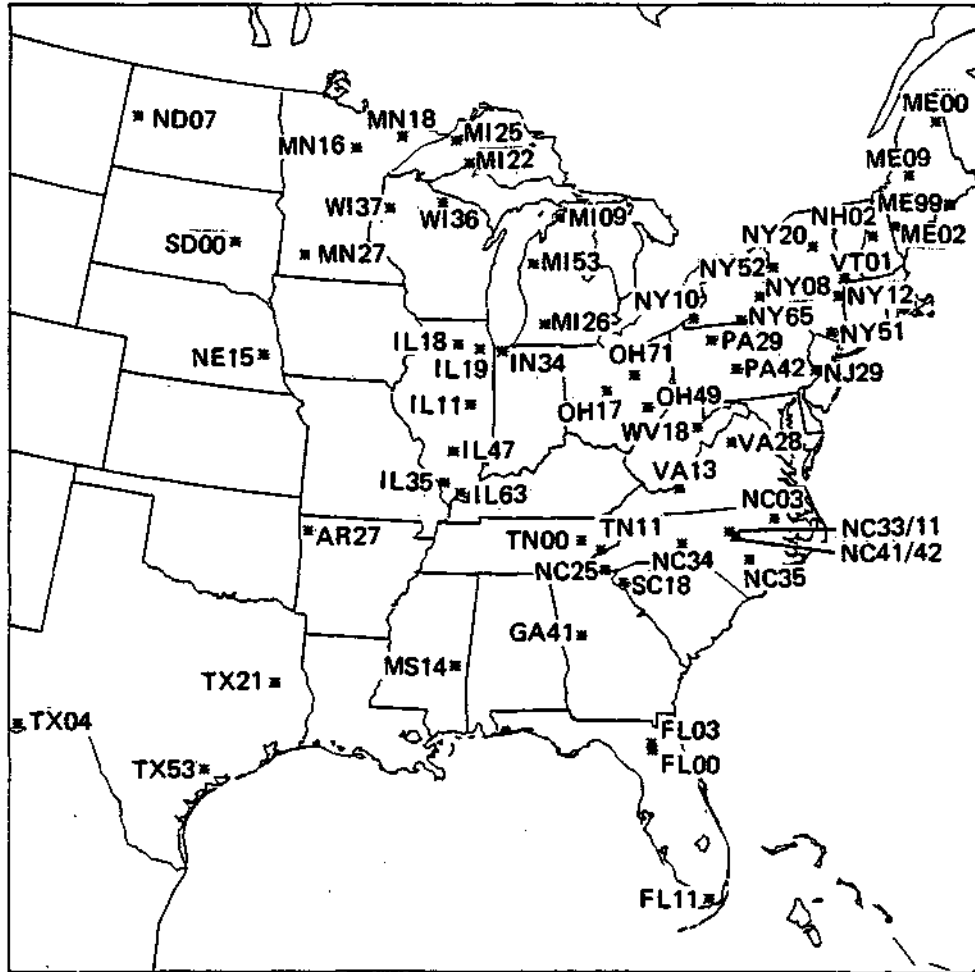 ME00
ND07
MN18
MI25
MN16
MI22
ME09
WI37
WI36
MI09
NH02
ME99
ME02
SD00
MN27
NY20
VT01
MI53
NY52
NY08
NY10
NY12
MI26
NY65
NY51
IL18
PA29
NE15
IL19
IN34
OH71
PA42
NJ29
IL11
OH17
OH49
WV18
VA28
IL47
VA13
IL35
IL63
NC03
AR27
TN11
NC33/11
TN00
NC34
NC41/42
NC25
NC35
SC18
GA41
MS14
TX21
TX04
FL03
FL00
TX53
FL11